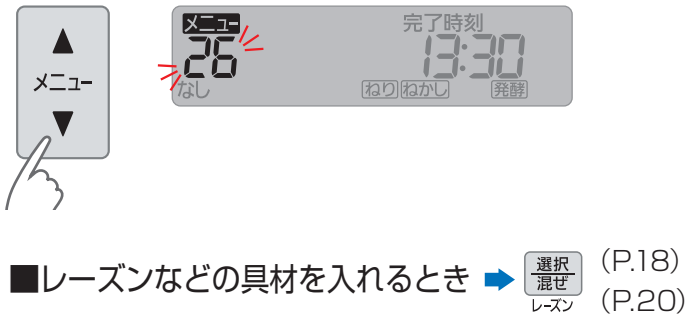 メニュー
メニュー 完了時刻
26 13:30
なし ねり ねかし 発酵
■レーズンなどの具材を入れるとき ➡ 選択 混ぜ レーズン (P.18)
(P.20)